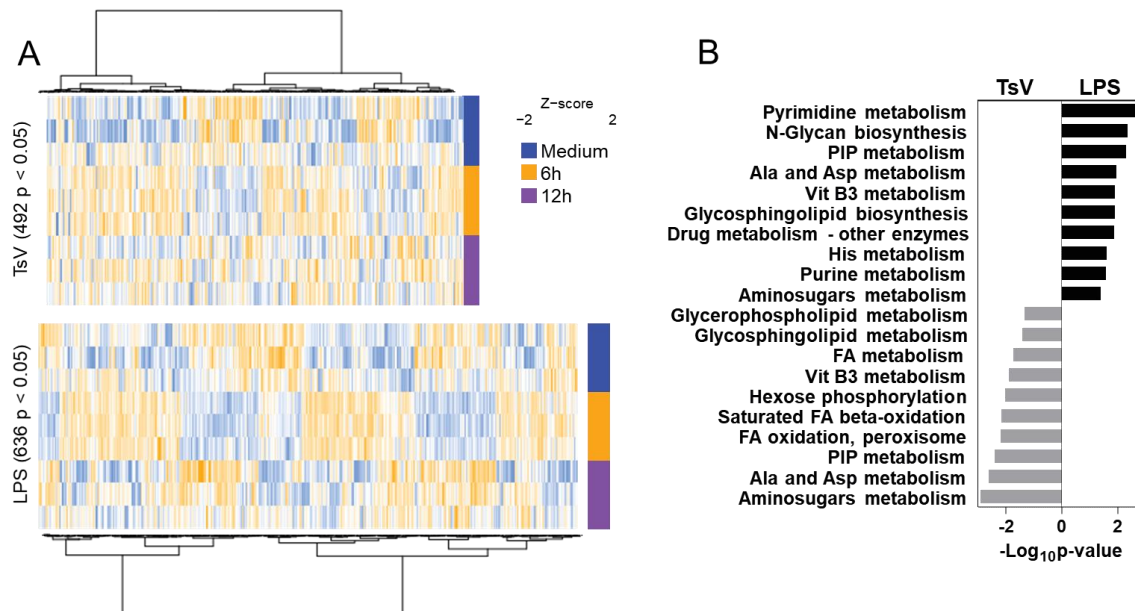 A
TsV (492 p < 0.05)
LPS (636 p < 0.05)
Z-score
−2 2
Medium
6h
12h
B
TsV LPS
Pyrimidine metabolism
N-Glycan biosynthesis
PIP metabolism
Ala and Asp metabolism
Vit B3 metabolism
Glycosphingolipid biosynthesis
Drug metabolism - other enzymes
His metabolism
Purine metabolism
Aminosugars metabolism
Glycerophospholipid metabolism
Glycosphingolipid metabolism
FA metabolism
Vit B3 metabolism
Hexose phosphorylation
Saturated FA beta-oxidation
FA oxidation, peroxisome
PIP metabolism
Ala and Asp metabolism
Aminosugars metabolism
-2 0 2
-Log10p-value